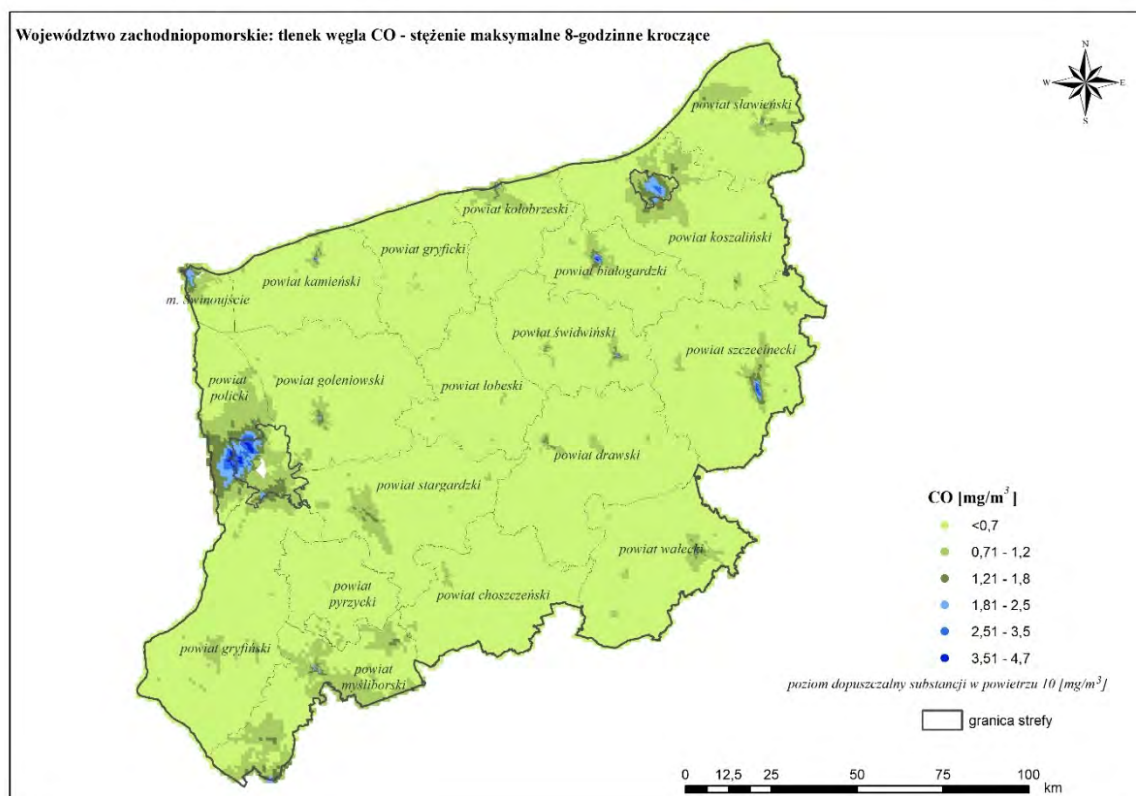 Województwo zachodniopomorskie: tlenek węgla CO - stężenie maksymalne 8-godzinne kroczące
N
W
E
S
powiat sławieński
powiat kołobrzeski
powiat koszaliński
powiat gryficki
powiat białogardzki
powiat kamieński
m. Świnoujście
powiat świdwiński
powiat szczecinecki
powiat
policki
powiat goleniowski
powiat łobeski
powiat drawski
powiat stargardzki
powiat wałecki
powiat
pyrzycki
powiat choszczeński
powiat gryfiński
powiat
myśliborski
CO [mg/m³]
<0,7
0,71 - 1,2
1,21 - 1,8
1,81 - 2,5
2,51 - 3,5
3,51 - 4,7
poziom dopuszczalny substancji w powietrzu 10 [mg/m³]
granica strefy
0 12,5 25 50 75 100
km